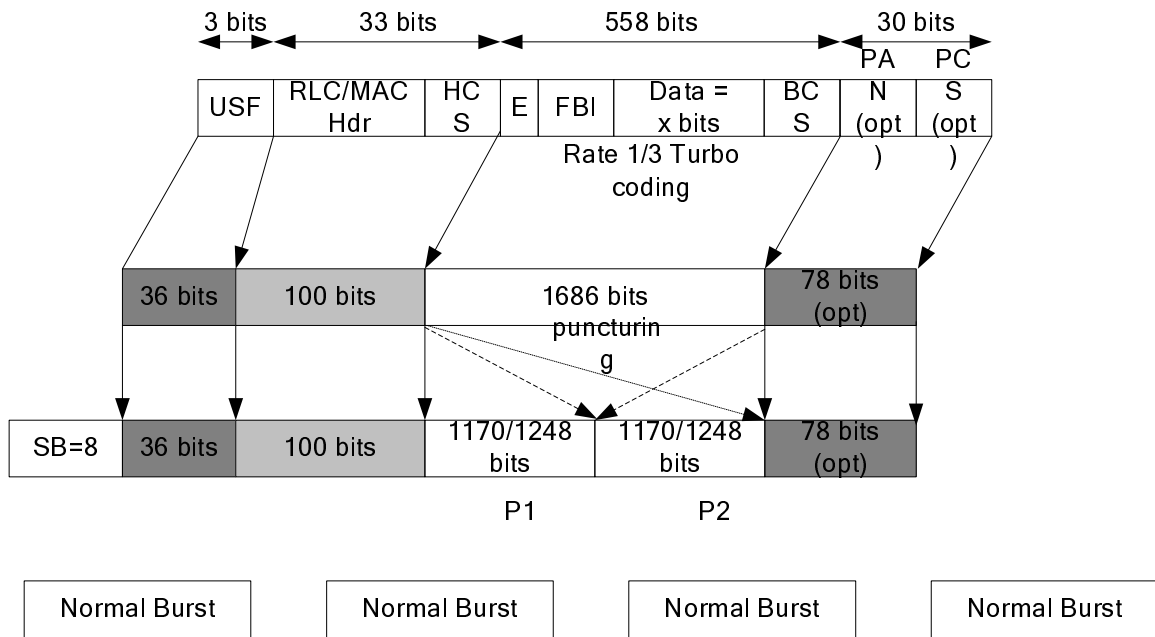 3 bits
33 bits
558 bits
30 bits
USF
RLC/MAC
Hdr
HC
S
E
FBI
Data =
x bits
BC
S
PA
N
(opt
)
PC
S
(opt
)
Rate 1/3 Turbo
coding
36 bits
100 bits
1686 bits
78 bits
(opt)
puncturin
g
SB=8
36 bits
100 bits
1170/1248
bits
1170/1248
bits
78 bits
(opt)
P1
P2
Normal Burst
Normal Burst
Normal Burst
Normal Burst